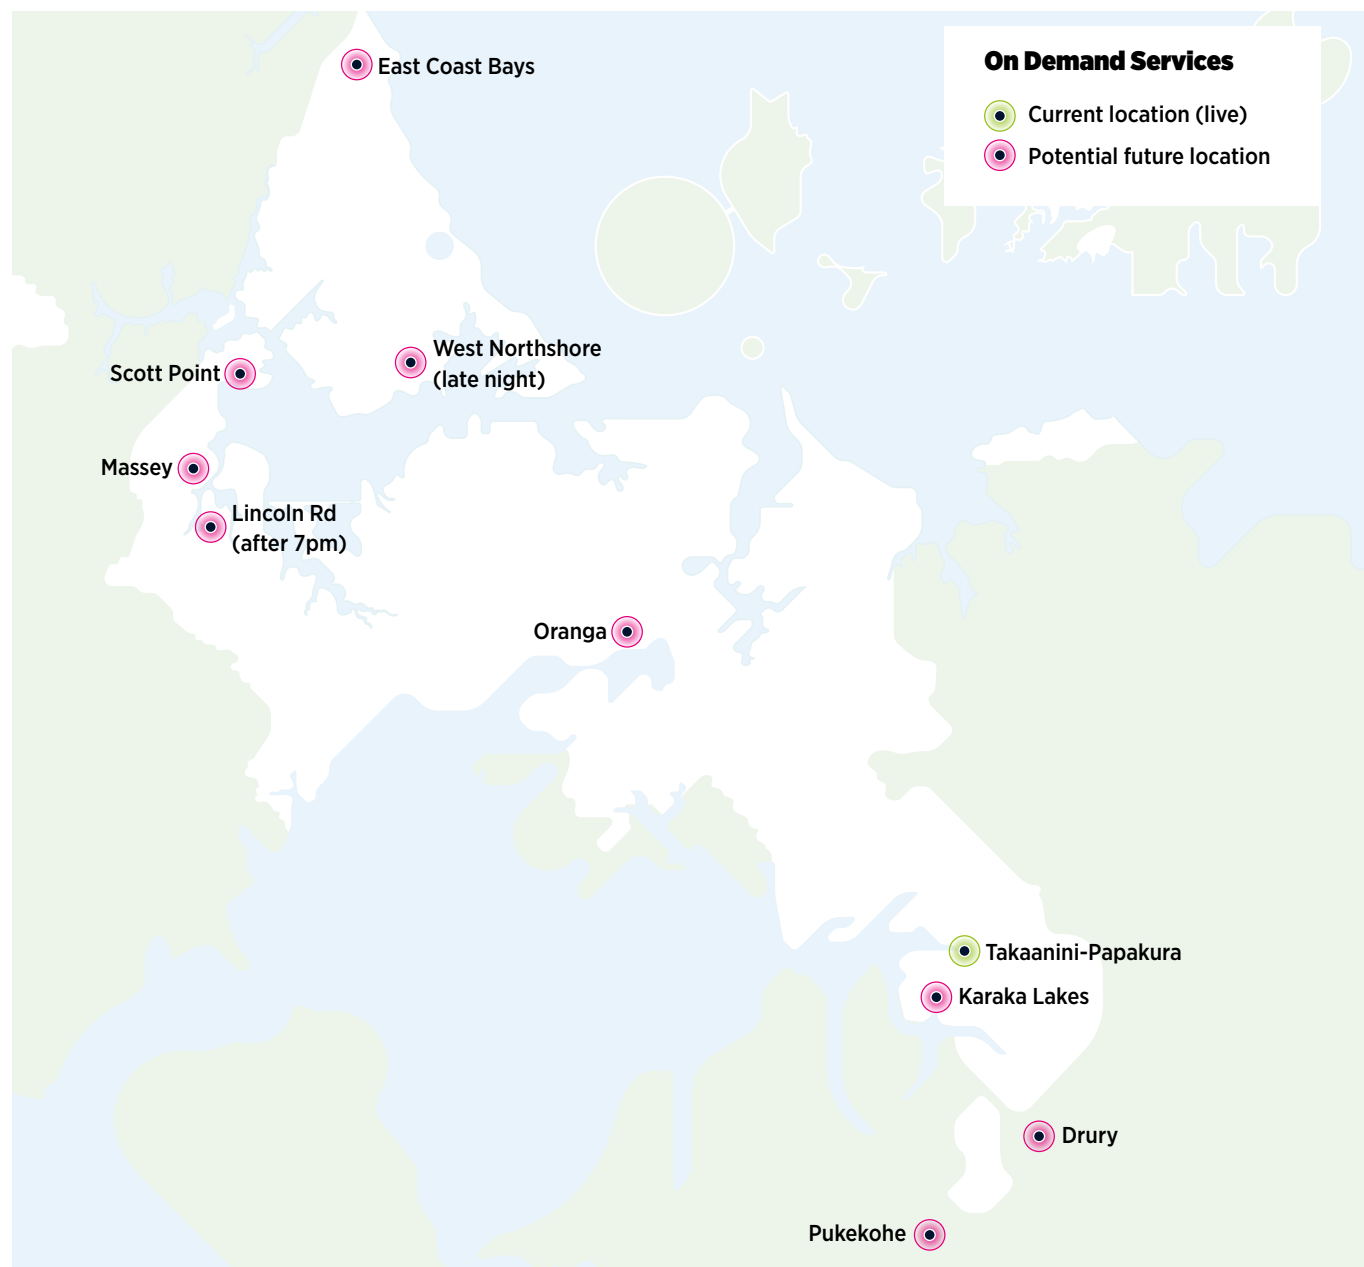 On Demand Services
Current location (live)
Potential future location
East Coast Bays
West Northshore
(late night)
Scott Point
Massey
Lincoln Rd
(after 7pm)
Oranga
Takaanini-Papakura
Karaka Lakes
Drury
Pukekohe